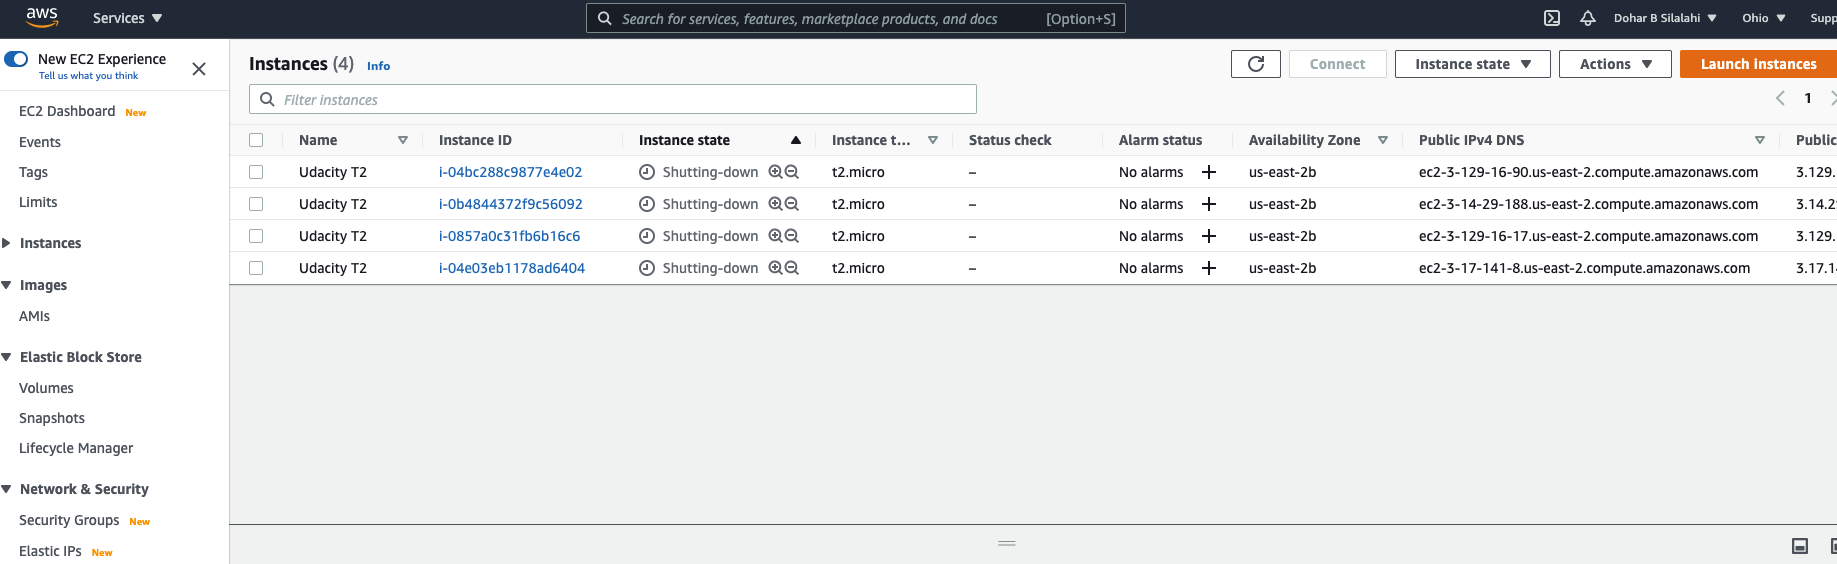 aws Services Search for services, features, marketplace products, and docs [Option+S] Dohar B Silalahi Ohio Supp
New EC2 Experience
Tell us what you think
EC2 Dashboard New
Events
Tags
Limits
Instances
Images
AMIs
Elastic Block Store
Volumes
Snapshots
Lifecycle Manager
Network & Security
Security Groups New
Elastic IPs New
Instances (4) Info Connect Instance state Actions Launch instances
Filter instances 1
Name Instance ID Instance state Instance t... Status check Alarm status Availability Zone Public IPv4 DNS Public
Udacity T2 i-04bc288c9877e4e02 Shutting-down t2.micro – No alarms us-east-2b ec2-3-129-16-90.us-east-2.compute.amazonaws.com 3.129.
Udacity T2 i-0b4844372f9c56092 Shutting-down t2.micro – No alarms us-east-2b ec2-3-14-29-188.us-east-2.compute.amazonaws.com 3.14.29
Udacity T2 i-0857a0c31fb6b16c6 Shutting-down t2.micro – No alarms us-east-2b ec2-3-129-16-17.us-east-2.compute.amazonaws.com 3.129.
Udacity T2 i-04e03eb1178ad6404 Shutting-down t2.micro – No alarms us-east-2b ec2-3-17-141-8.us-east-2.compute.amazonaws.com 3.17.14